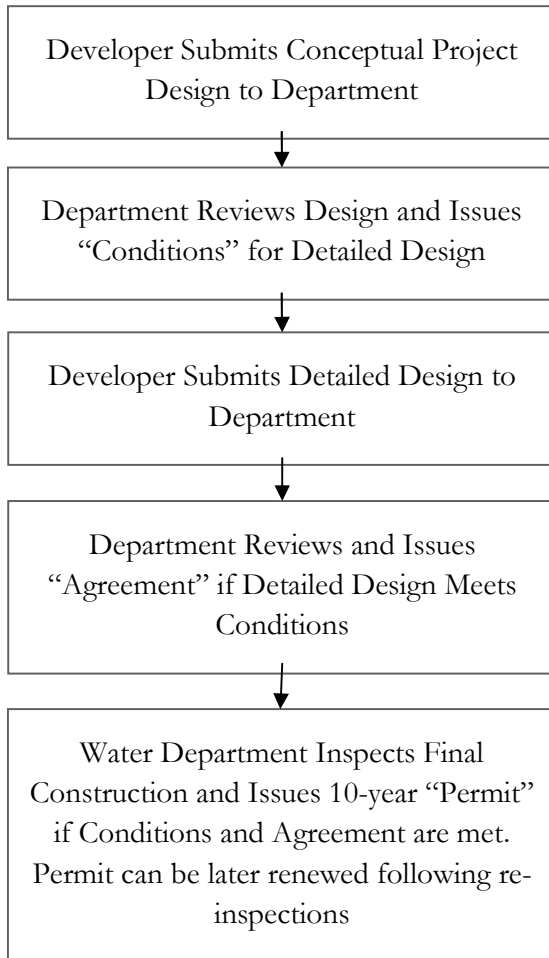 Developer Submits Conceptual Project
Design to Department
Department Reviews Design and Issues
“Conditions” for Detailed Design
Developer Submits Detailed Design to
Department
Department Reviews and Issues
“Agreement” if Detailed Design Meets
Conditions
Water Department Inspects Final
Construction and Issues 10-year “Permit”
if Conditions and Agreement are met.
Permit can be later renewed following re-
inspections